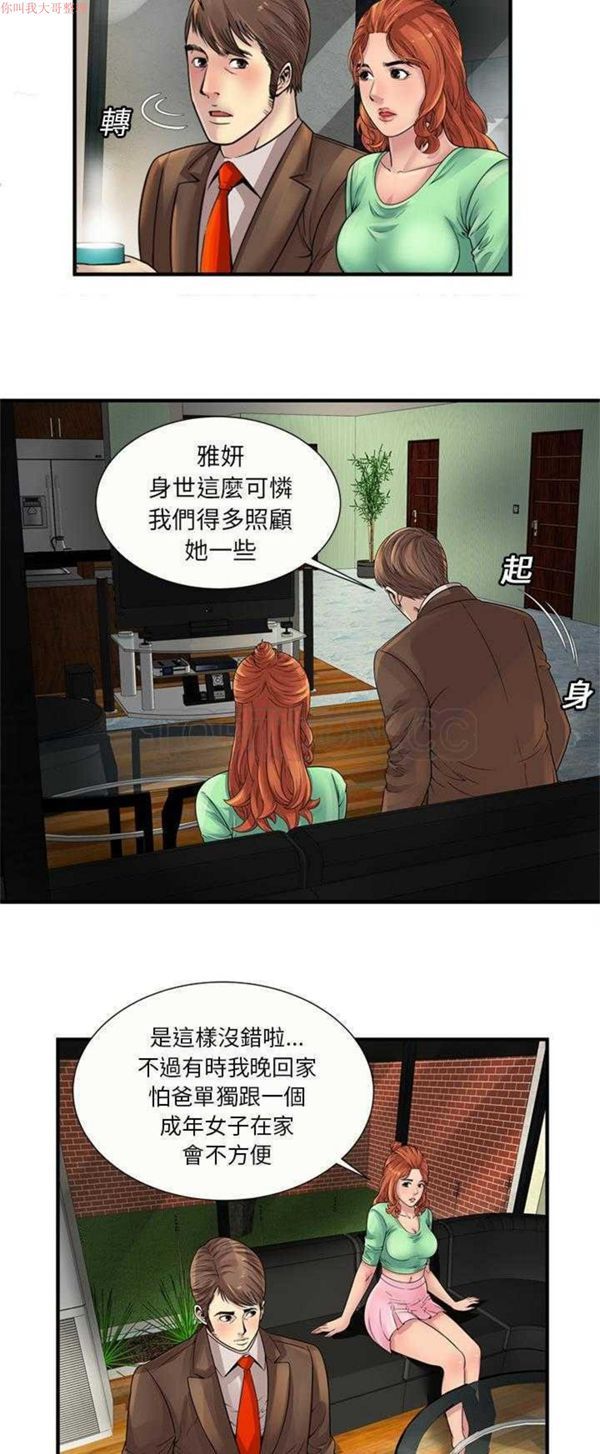 你叫我大哥整理
轉
雅妍
身世這麼可憐
我們得多照顧
她一些
起
身
是這樣沒錯啦...
不過有時我晚回家
怕爸單獨跟一個
成年女子在家
會不方便